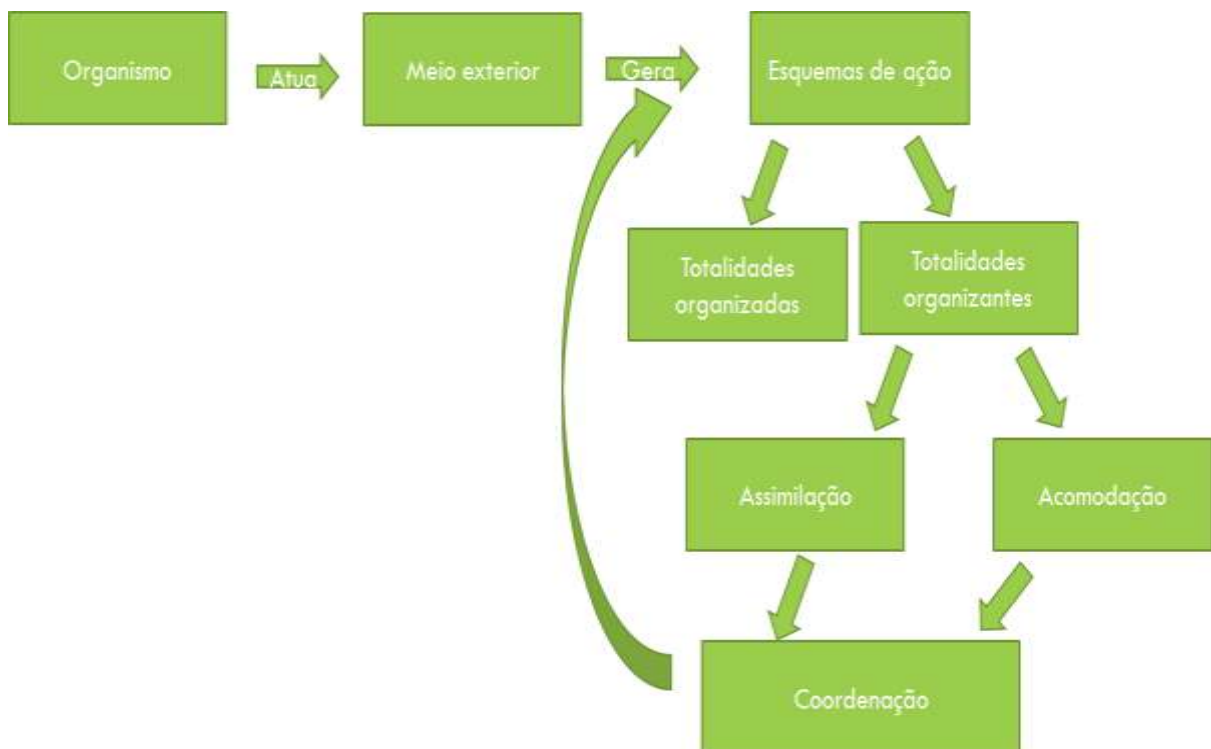 Organismo
Atua
Meio exterior
Gera
Esquemas de ação
Totalidades
organizadas
Totalidades
organizantes
Assimilação
Acomodação
Coordenação